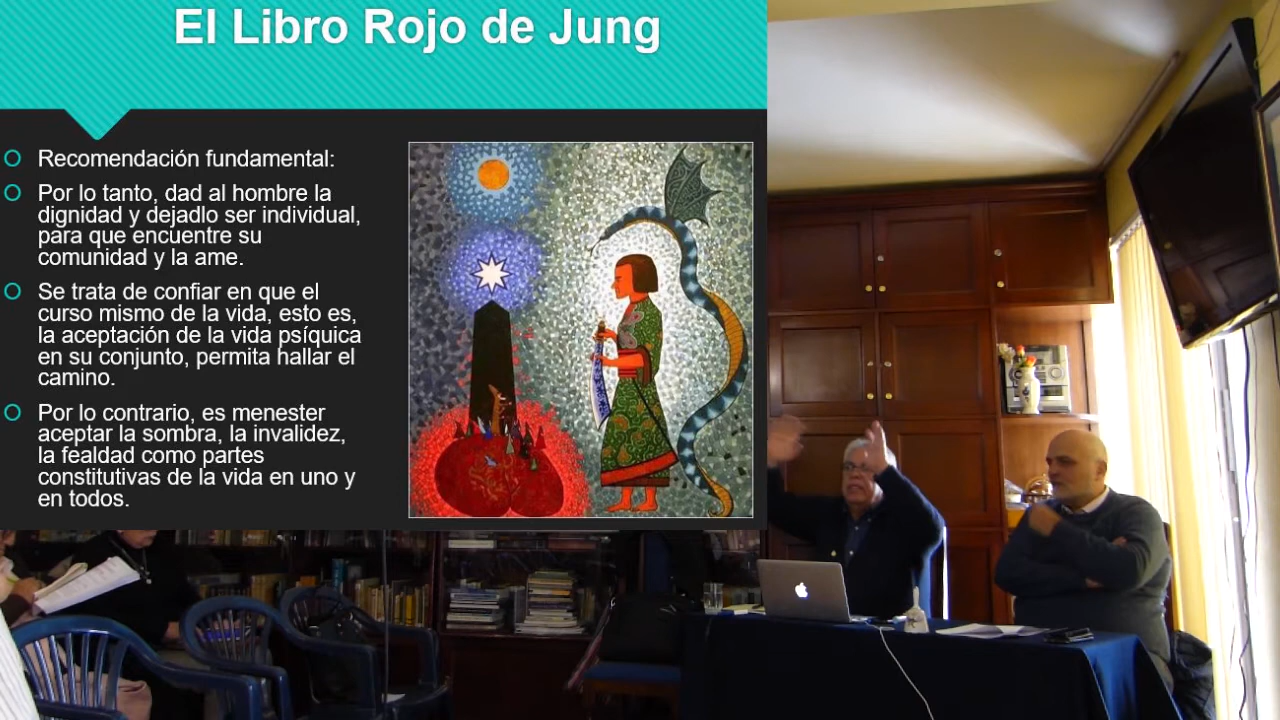 El Libro Rojo de Jung
Recomendación fundamental:
Por lo tanto, dad al hombre la
dignidad y dejadlo ser individual,
para que encuentre su
comunidad y la ame.
Se trata de confiar en que el
curso mismo de la vida, esto es,
la aceptación de la vida psíquica
en su conjunto, permita hallar el
camino.
Por lo contrario, es menester
aceptar la sombra, la invalidez,
la fealdad como partes
constitutivas de la vida en uno y
en todos.